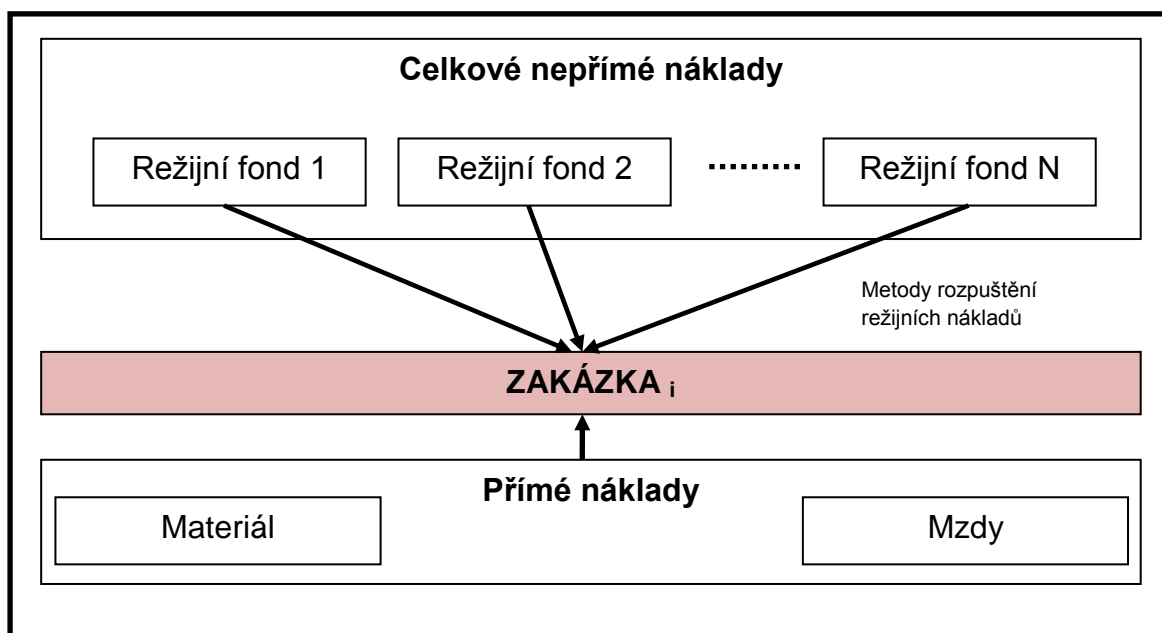 Celkové nepřímé náklady
Režijní fond 1
Režijní fond 2
Režijní fond N
Metody rozpuštění
režijních nákladů
ZAKÁZKA i
Přímé náklady
Materiál
Mzdy